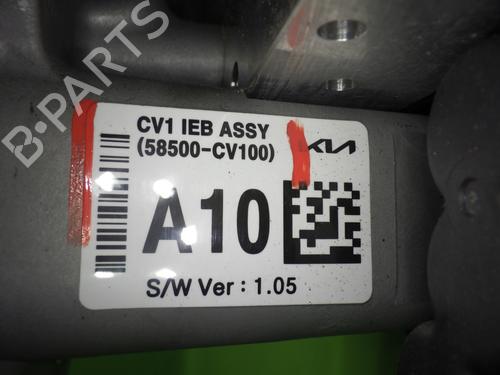 B-PARTS
CV1 IEB ASSY
(58500-CV100)
KIA
A10
S/W Ver : 1.05